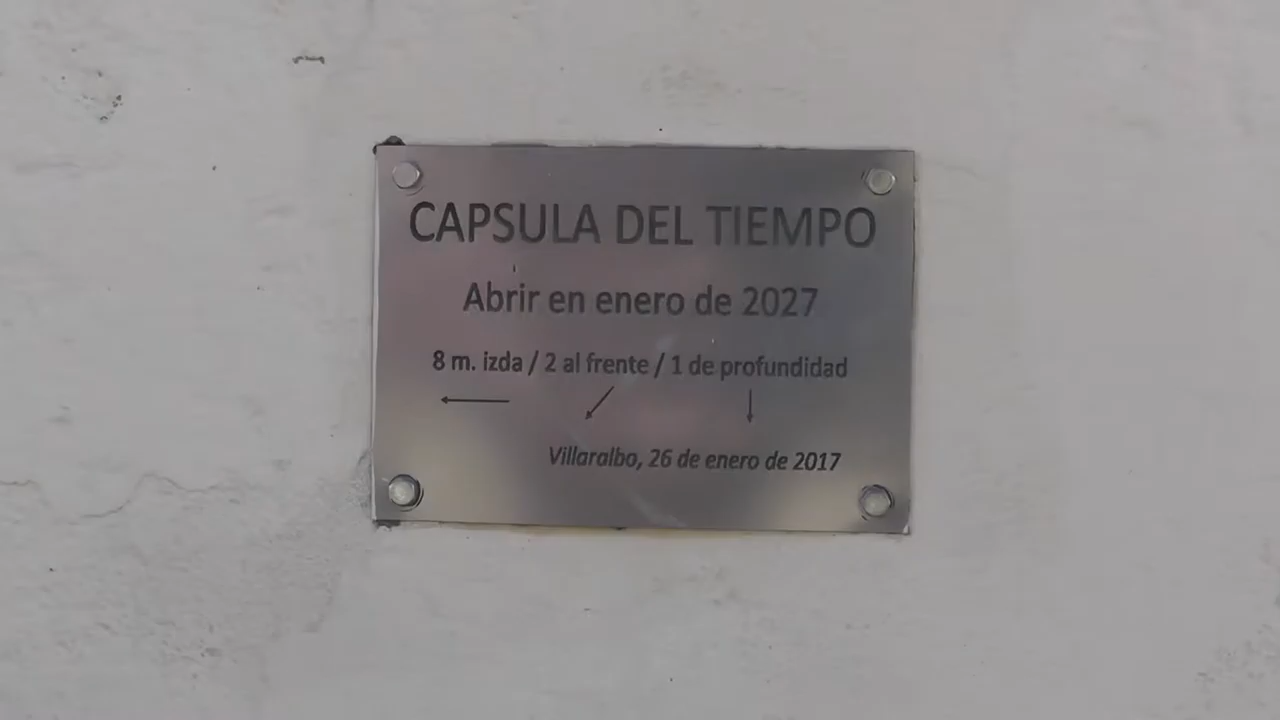 CAPSULA DEL TIEMPO
Abrir en enero de 2027
8 m. izda / 2 al frente / 1 de profundidad
Villaralbo, 26 de enero de 2017